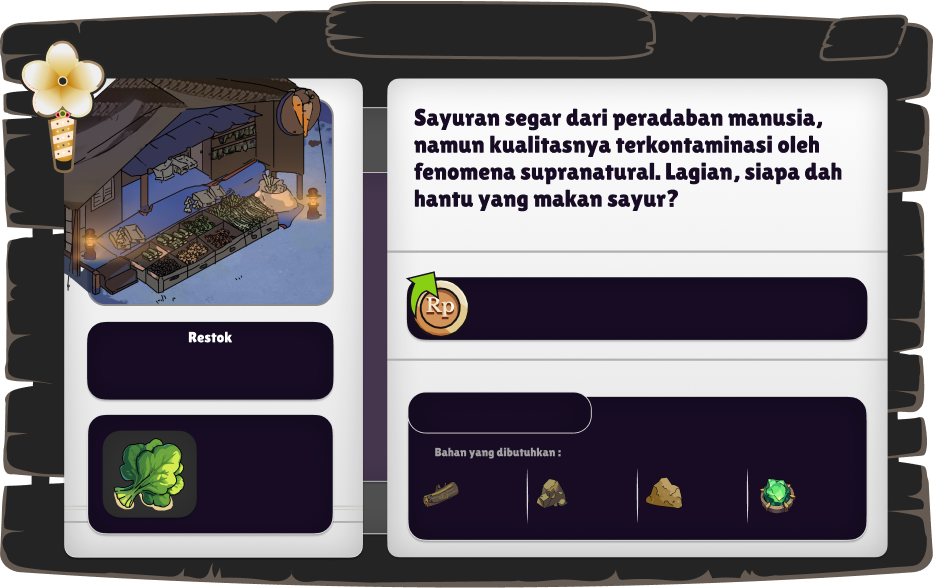 Sayuran segar dari peradaban manusia,
namun kualitasnya terkontaminasi oleh
fenomena supranatural. Lagian, siapa dah
hantu yang makan sayur?
Rp
Restok
Bahan yang dibutuhkan :